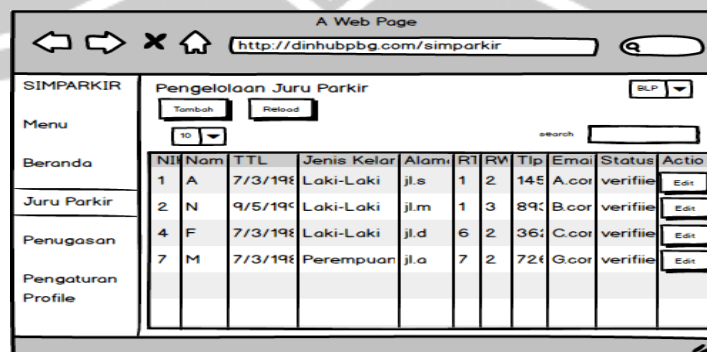 A Web Page
http://dinhubpbg.com/simparkir
SIMPARKIR
Menu
Beranda
Juru Parkir
Penugasan
Pengaturan
Profile
Pengelolaan Juru Parkir
BLP
Tambah Reload
10 search
NI Nam TTL Jenis Kelar Alam RT RW Tlp Emai Status Actio
1 A 7/3/198 Laki-Laki jl.s 1 2 145 A.cor verifiie Edit
2 N 9/5/199 Laki-Laki jl.m 1 3 893 B.cor verifiie Edit
4 F 7/3/198 Laki-Laki jl.d 6 2 362 C.cor verifiie Edit
7 M 7/3/198 Perempuan jl.a 7 2 726 G.cor verifiie Edit